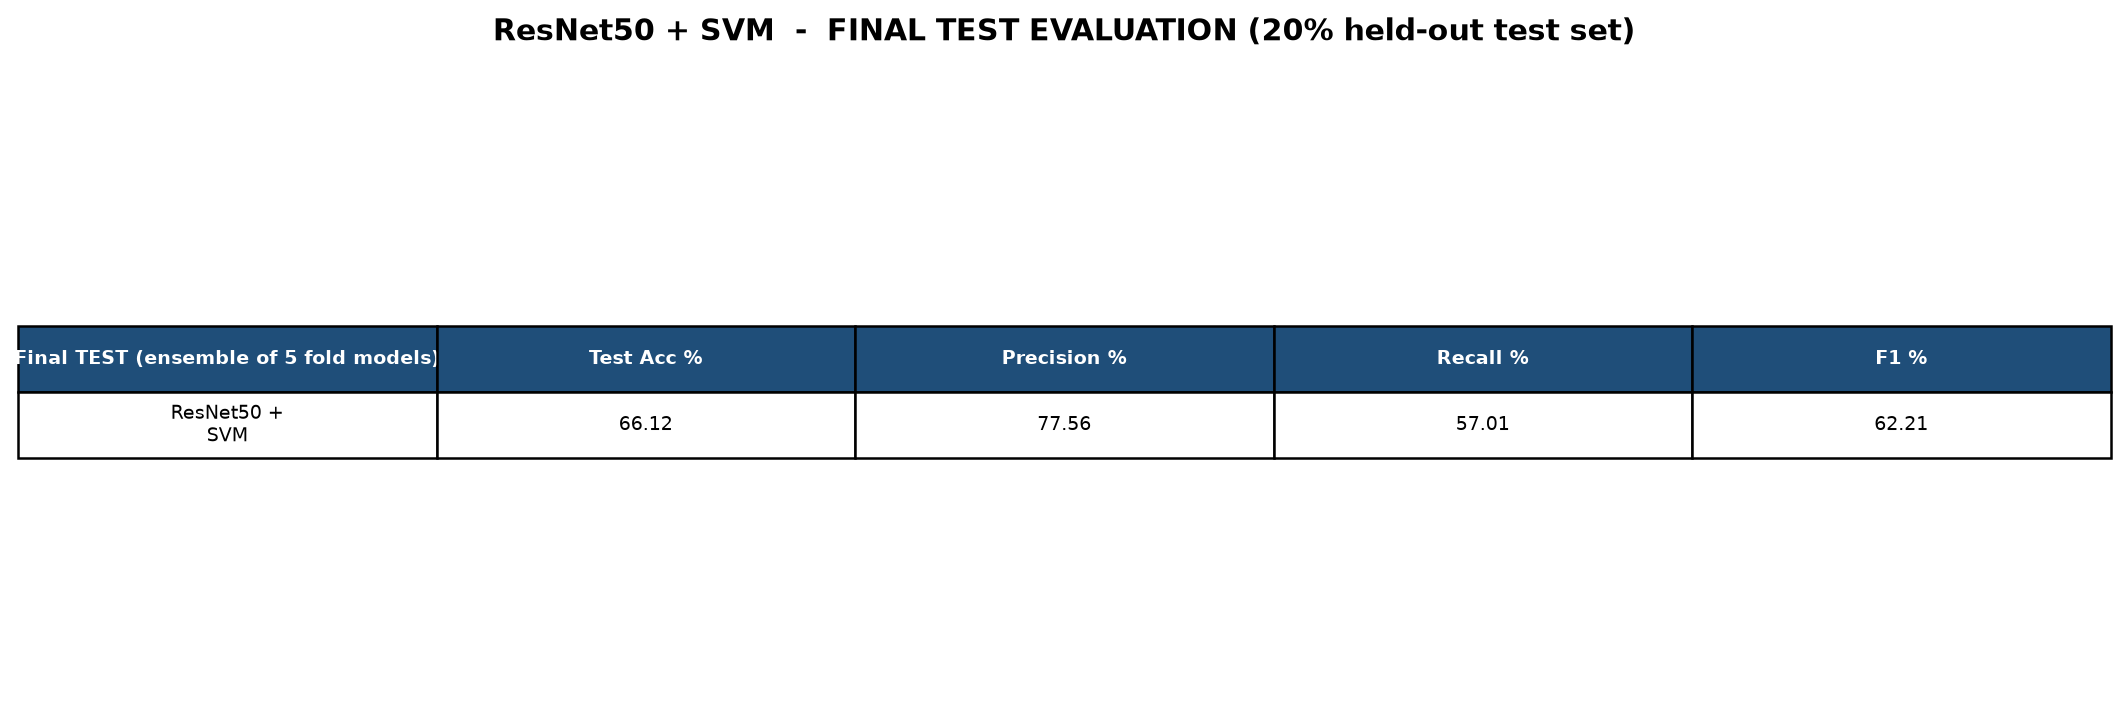 ResNet50 + SVM  -  FINAL TEST EVALUATION (20% held-out test set)
Final TEST (ensemble of 5 fold models) Test Acc % Precision % Recall % F1 %
ResNet50 +
SVM 66.12 77.56 57.01 62.21